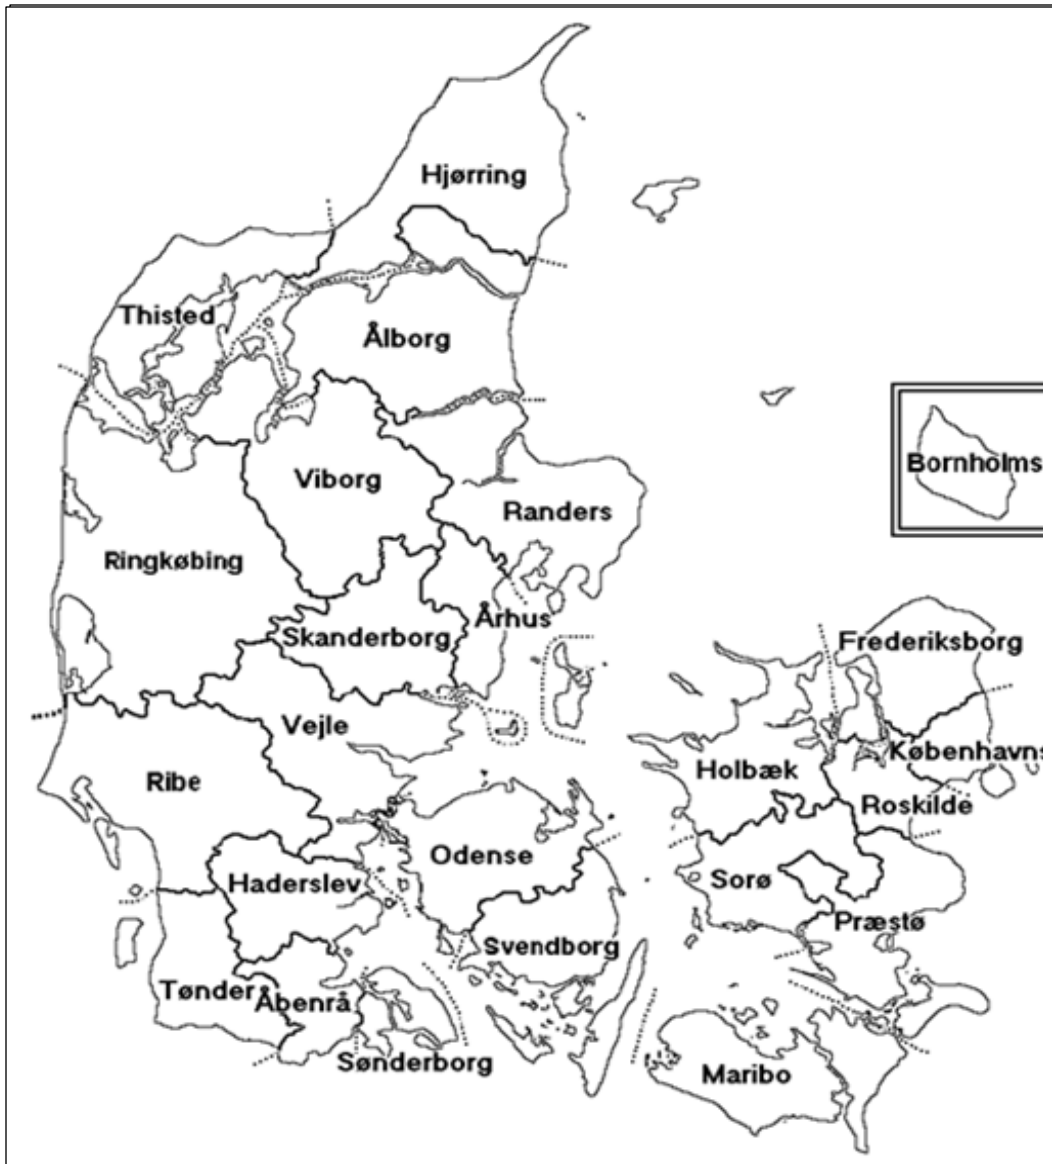 Hjørring
Thisted
Ålborg
Viborg
Bornholms
Randers
Ringkøbing
Århus
Skanderborg
Frederiksborg
Vejle
Københavns
Holbæk
Ribe
Roskilde
Odense
Haderslev
Sorø
Præstø
Svendborg
Tønder
Åbenrå
Sønderborg
Maribo